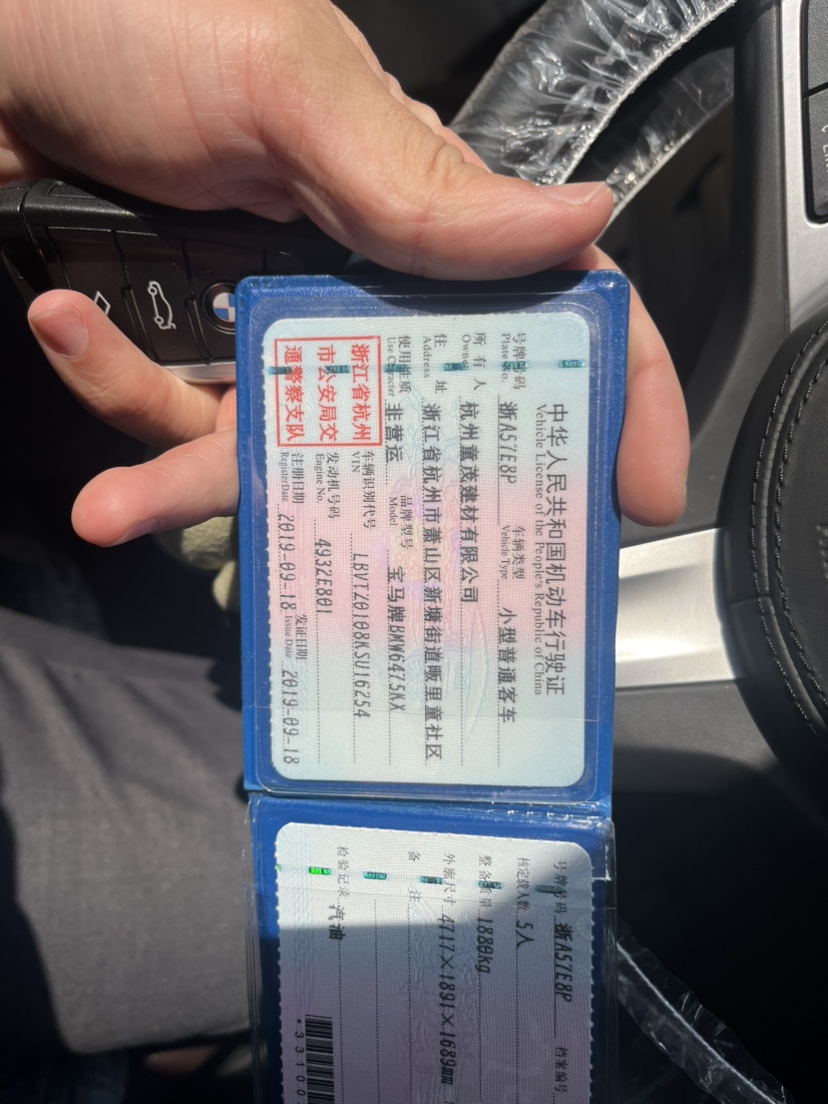 中华人民共和国机动车行驶证
Vehicle License of the People's Republic of China
号牌号码 浙A57E8P 车辆类型 小型普通客车
Plate No. Vehicle Type
所有人 杭州童茂建材有限公司
Owner
住址 浙江省杭州市萧山区新塘街道畈里童社区
Address
使用性质 非营运 品牌型号 宝马牌BMW6475KX
Use Character Model
浙江省杭州
市公安局交
通警察支队
车辆识别代号 LBVTZ0108KSU16254
VIN
发动机号码 4932E801
Engine No.
注册日期 2019-09-18 发证日期 2019-09-18
Register Date Issue Date
号牌号码 浙A57E8P 档案编号
核定载人数 5人
整备质量 1880kg
外廓尺寸 4717×1891×1689mm
备注
检验记录 汽油
*33100